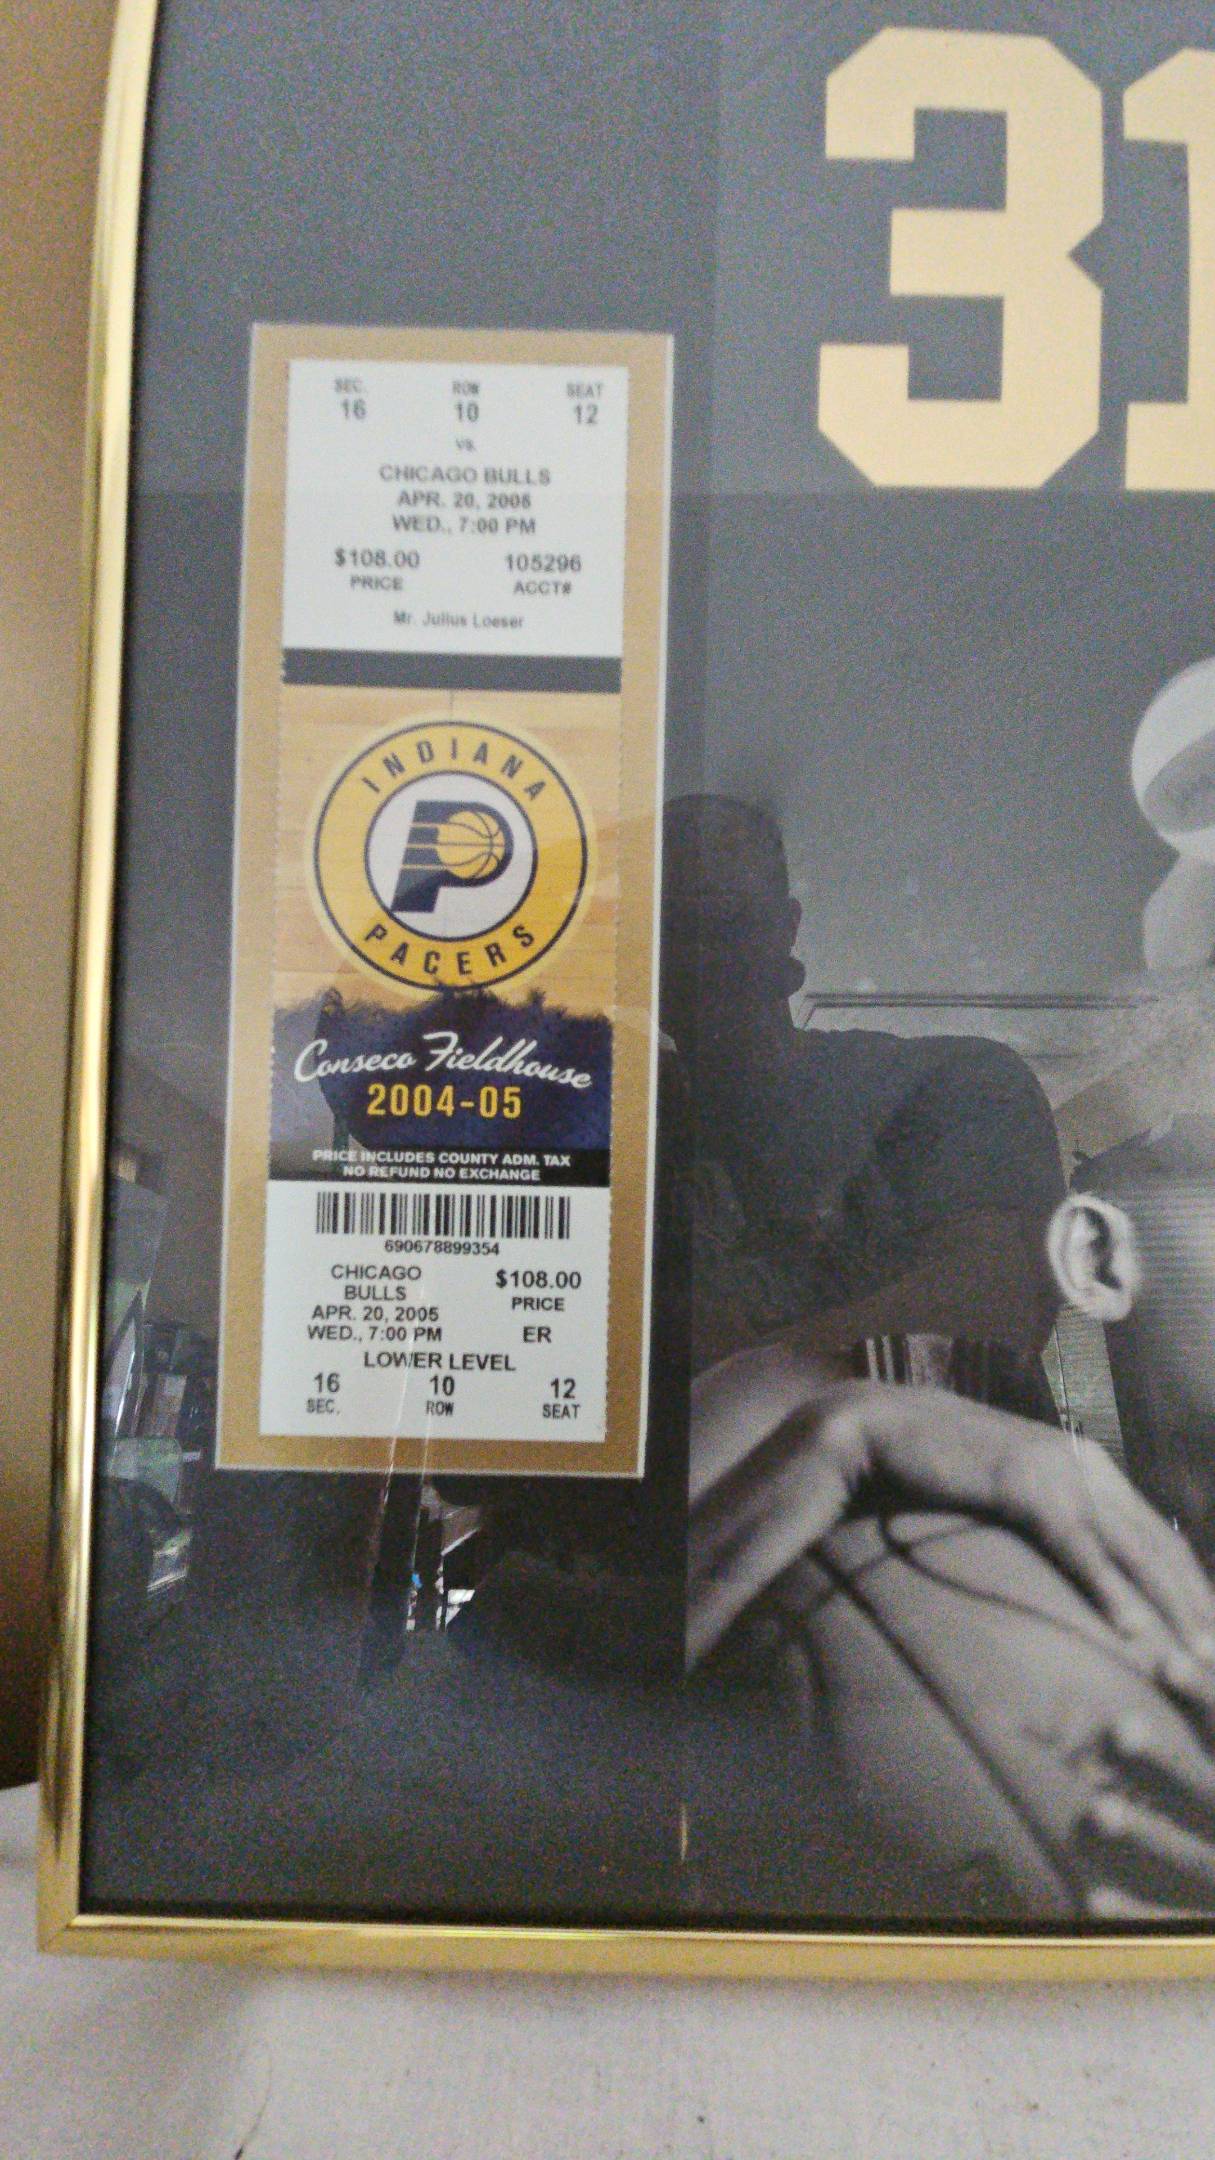 31
SEC. ROW SEAT
16 10 12
VS.
CHICAGO BULLS
APR. 20, 2005
WED., 7:00 PM
$108.00 105296
PRICE ACCT#
Mr. Julius Loeser
INDIANA
P
PACERS
Conseco Fieldhouse
2004-05
PRICE INCLUDES COUNTY ADM. TAX
NO REFUND NO EXCHANGE
690678899354
CHICAGO
BULLS
APR. 20, 2005
WED., 7:00 PM
$108.00
PRICE
ER
LOWER LEVEL
16 10 12
SEC. ROW SEAT